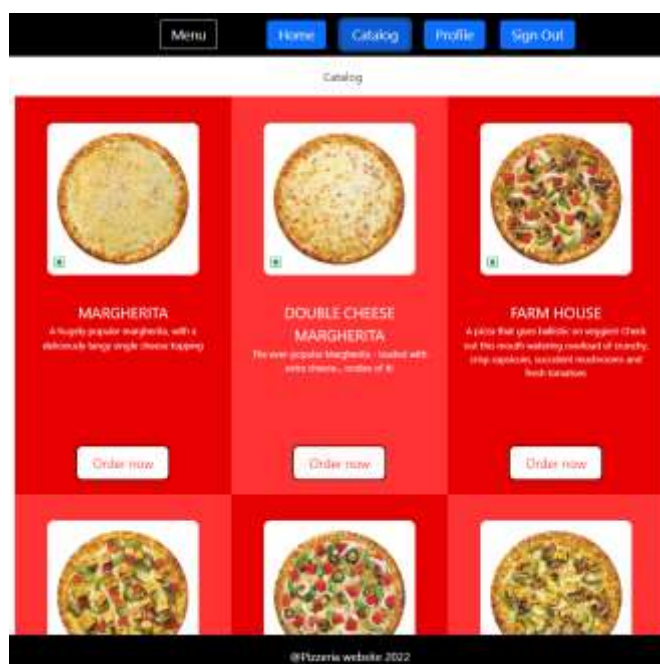 Menu Home Catalog Profile Sign Out
Catalog
MARGHERITA
A hugely popular margherita, with a
deliciously tangy single cheese topping
DOUBLE CHEESE
MARGHERITA
The ever-popular Margherita - loaded with
extra cheese... oodles of it!
FARM HOUSE
A pizza that goes ballistic on veggies! Check
out this mouth watering overload of crunchy,
crisp capsicum, succulent mushrooms and
fresh tomatoes
Order now Order now Order now
@Pizzeria website 2022